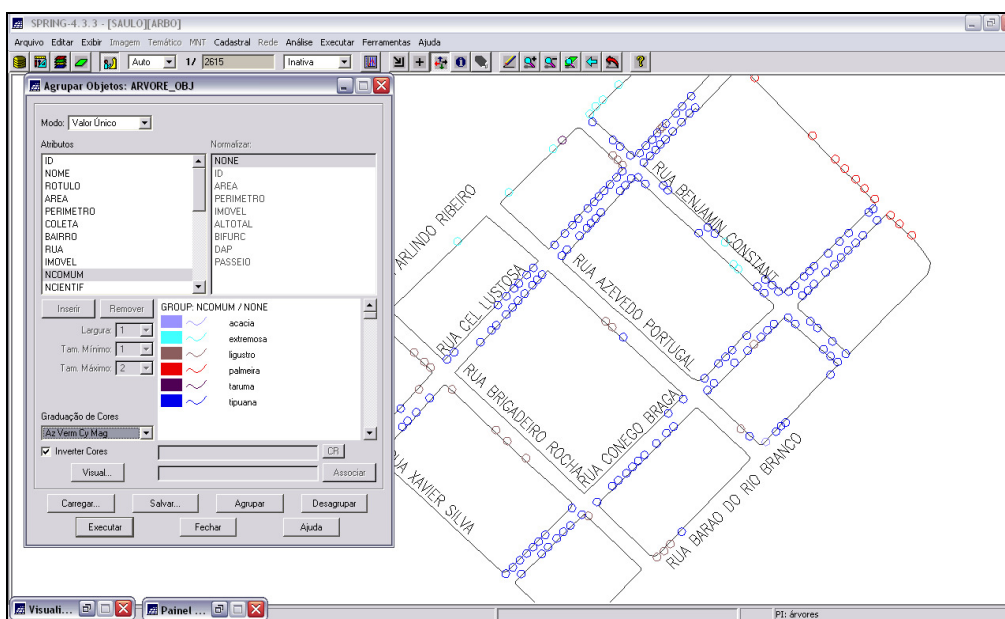 SPRING-4.3.3 - [SAULO][ARBO]
Arquivo Editar Exibir Imagem Temático MNT Cadastral Rede Análise Executar Ferramentas Ajuda
Auto 1/ 2615 Inativa
Agrupar Objetos: ARVORE_OBJ
Modo: Valor Único
Atributos Normalizar:
ID
NOME
ROTULO
AREA
PERIMETRO
COLETA
BAIRRO
RUA
IMOVEL
NCOMUM
NCIENTIF
NONE
ID
AREA
PERIMETRO
IMOVEL
ALTOTAL
BIFURC
DAP
PASSEIO
Inserir Remover
Largura: 1
Tam. Mínimo: 1
Tam. Máximo: 2
GROUP: NCOMUM / NONE
acacia
extremosa
ligustro
palmeira
taruma
tipuana
Graduação de Cores
Az Verm Cy Mag
Inverter Cores CR
Visual... Associar
Carregar... Salvar... Agrupar Desagrupar
Executar Fechar Ajuda
ARLINDO RIBEIRO
RUA BENJAMIN CONSTANT
RUA CEL LUSTOSA
RUA AZEVEDO PORTUGAL
RUA BRIGADEIRO ROCHA
RUA CONEGO BRAGA
RUA XAVIER SILVA
RUA BARAO DO RIO BRANCO
Visuali... Painel ...
PI: árvores